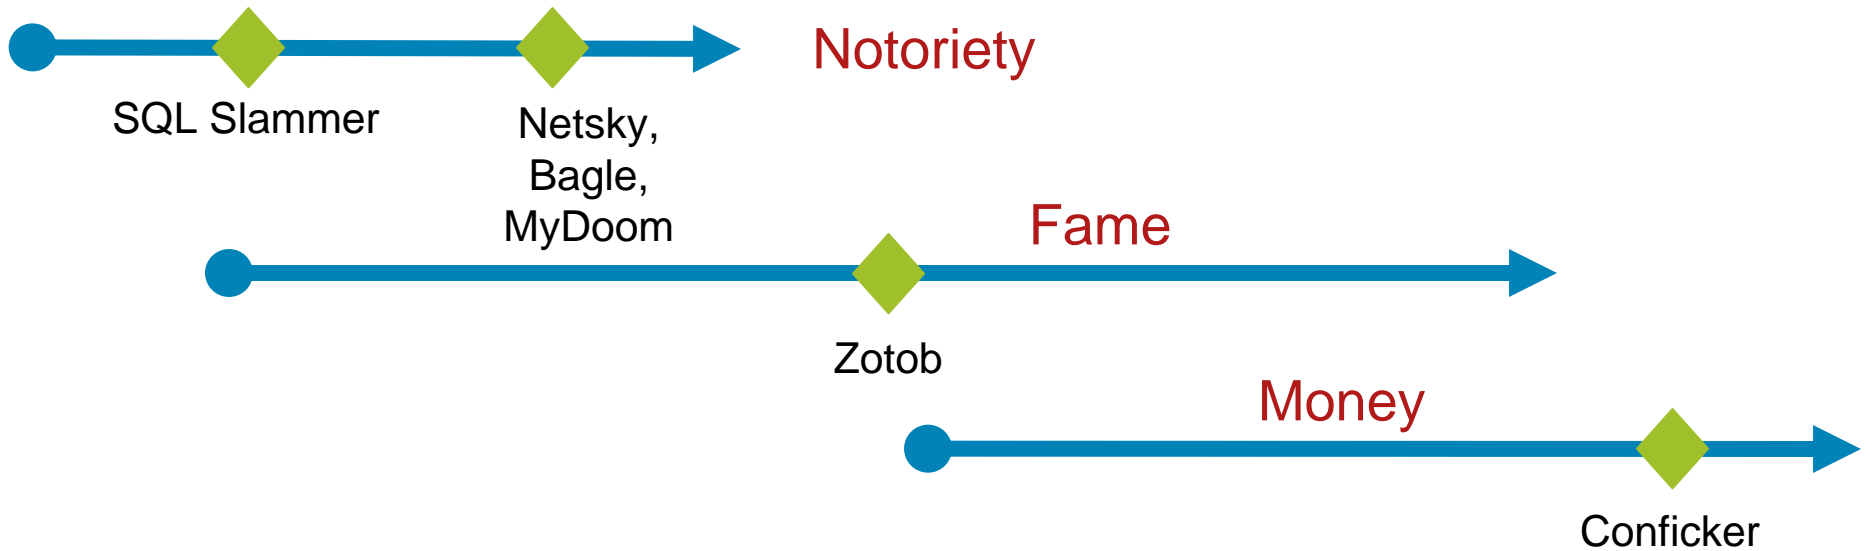 Notoriety
SQL Slammer
Netsky,
Bagle,
MyDoom
Fame
Zotob
Money
Conficker